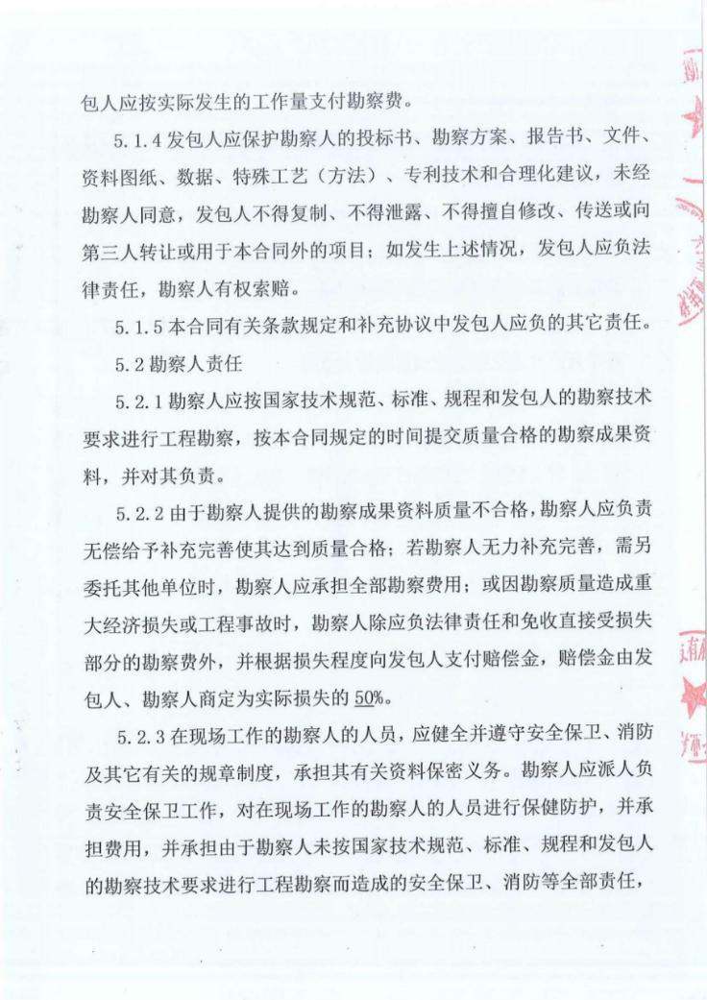 包人应按实际发生的工作量支付勘察费。
5.1.4 发包人应保护勘察人的投标书、勘察方案、报告书、文件、
资料图纸、数据、特殊工艺（方法）、专利技术和合理化建议，未经
勘察人同意，发包人不得复制、不得泄露、不得擅自修改、传送或向
第三人转让或用于本合同外的项目；如发生上述情况，发包人应负法
律责任，勘察人有权索赔。
5.1.5 本合同有关条款规定和补充协议中发包人应负的其它责任。
5.2 勘察人责任
5.2.1 勘察人应按国家技术规范、标准、规程和发包人的勘察技术
要求进行工程勘察，按本合同规定的时间提交质量合格的勘察成果资
料，并对其负责。
5.2.2 由于勘察人提供的勘察成果资料质量不合格，勘察人应负责
无偿给予补充完善使其达到质量合格；若勘察人无力补充完善，需另
委托其他单位时，勘察人应承担全部勘察费用；或因勘察质量造成重
大经济损失或工程事故时，勘察人除应负法律责任和免收直接受损失
部分的勘察费外，并根据损失程度向发包人支付赔偿金，赔偿金由发
包人、勘察人商定为实际损失的 50%。
5.2.3 在现场工作的勘察人的人员，应健全并遵守安全保卫、消防
及其它有关的规章制度，承担其有关资料保密义务。勘察人应派人负
责安全保卫工作，对在现场工作的勘察人的人员进行保健防护，并承
担费用，并承担由于勘察人未按国家技术规范、标准、规程和发包人
的勘察技术要求进行工程勘察而造成的安全保卫、消防等全部责任，